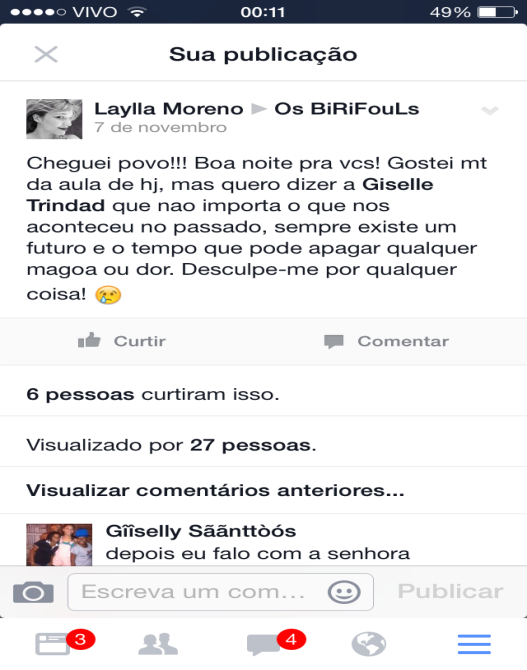 VIVO 00:11 49%
Sua publicação
Laylla Moreno ▶ Os BiRiFouLs
7 de novembro
Cheguei povo!!! Boa noite pra vcs! Gostei mt
da aula de hj, mas quero dizer a Giselle
Trindad que nao importa o que nos
aconteceu no passado, sempre existe um
futuro e o tempo que pode apagar qualquer
magoa ou dor. Desculpe-me por qualquer
coisa! 😢
Curtir Comentar
6 pessoas curtiram isso.
Visualizado por 27 pessoas.
Visualizar comentários anteriores...
Gîîselly Sããnttòós
depois eu falo com a senhora
Escreva um com... Publicar
3 4